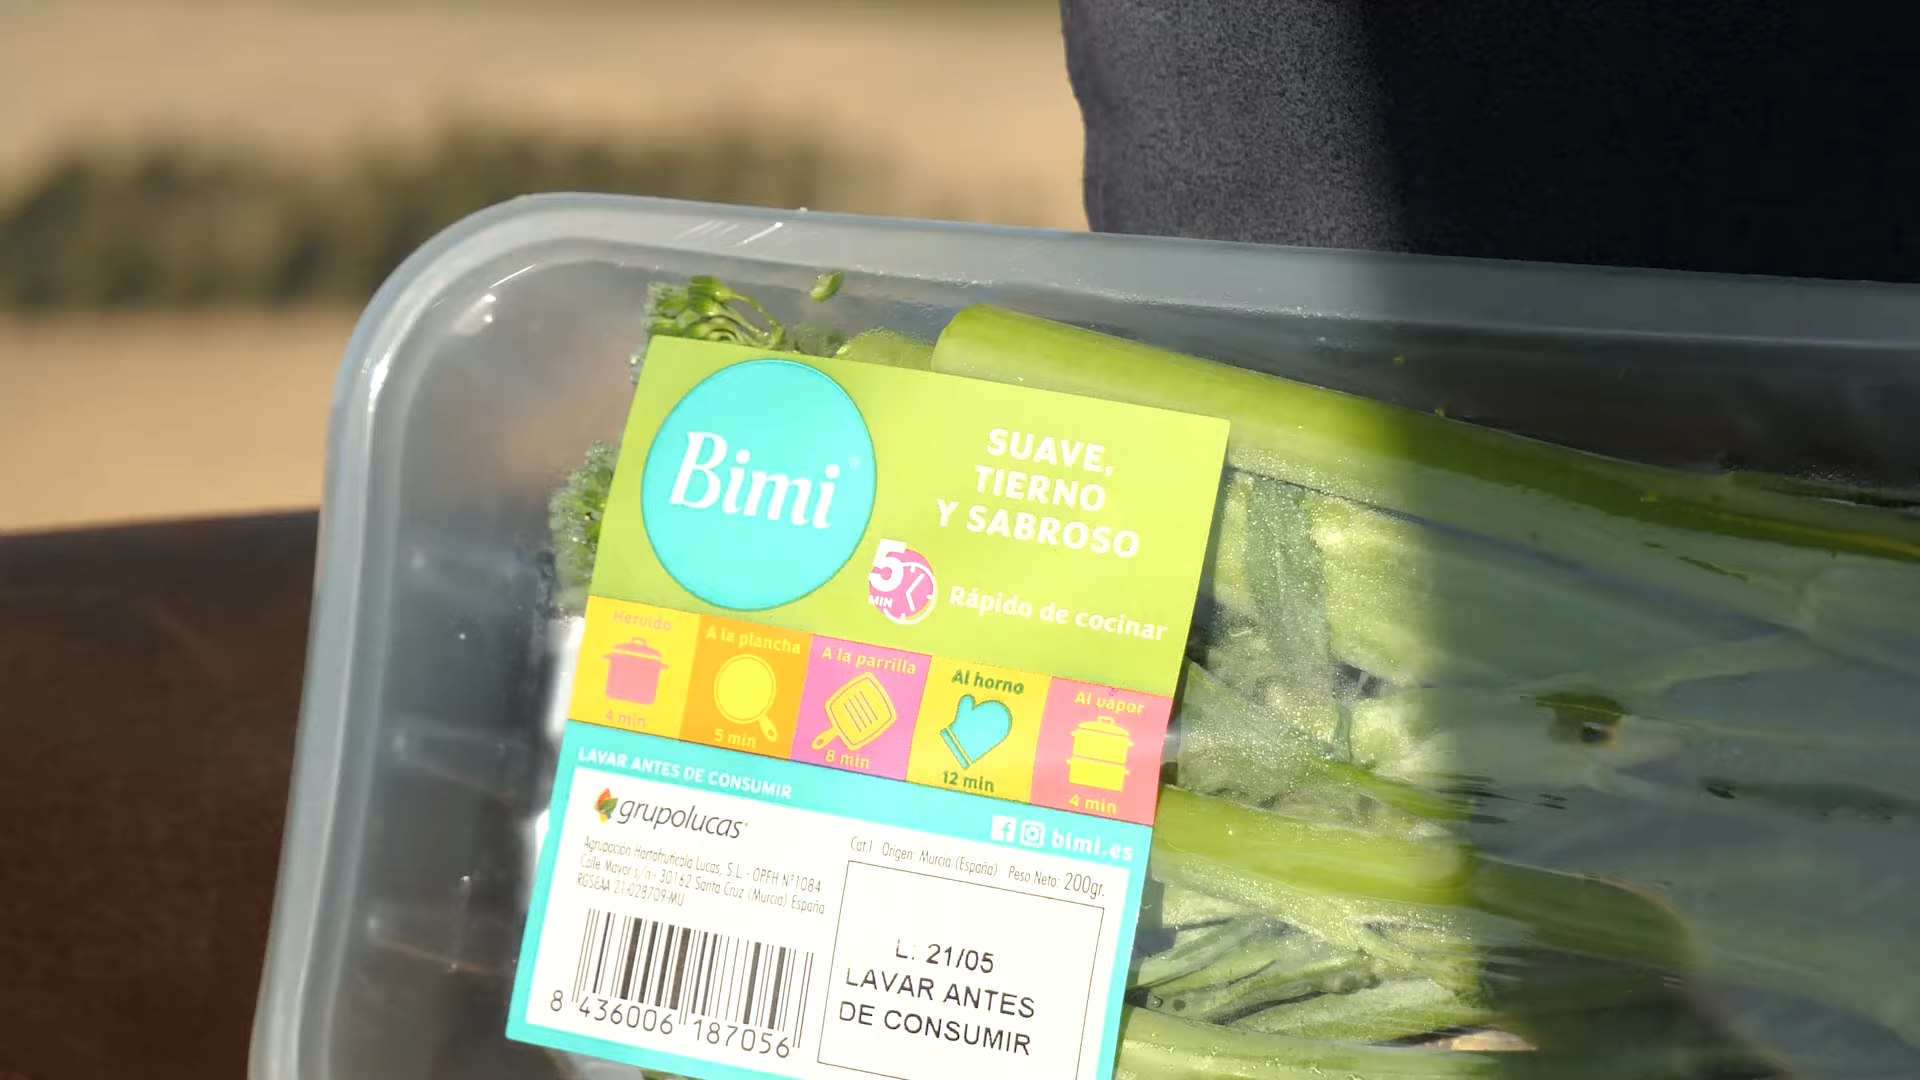 Bimi®
SUAVE,
TIERNO
Y SABROSO
5
MIN
Rápido de cocinar
Hervido
4 min
A la plancha
5 min
A la parrilla
8 min
Al horno
12 min
Al vapor
4 min
LAVAR ANTES DE CONSUMIR
bimi.es
grupolucas
Agrupación Hortofrutícola Lucas, S.L. - OPFH Nº1084
Calle Mayor s/n - 30162 Santa Cruz (Murcia) España
RGSEAA 21-028709-MU
Cat.I Origen: Murcia (España) Peso Neto: 200gr.
L: 21/05
LAVAR ANTES
DE CONSUMIR
8 436006 187056